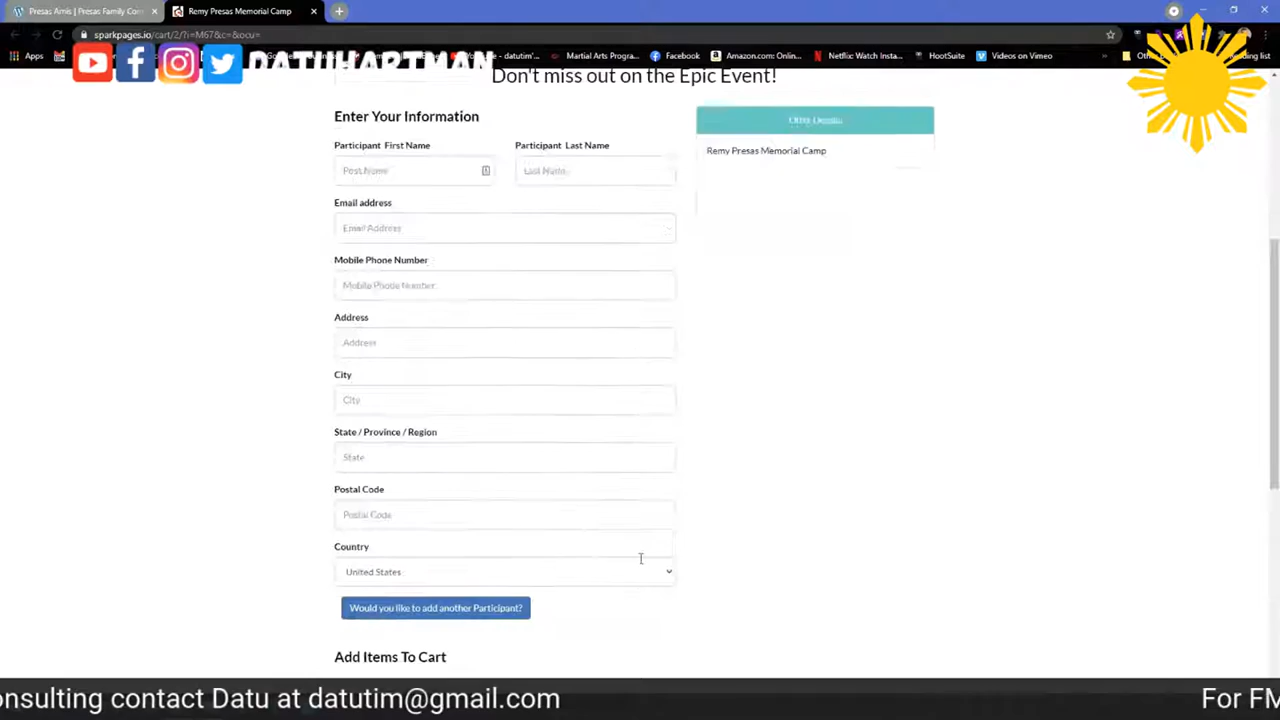 Presas Arnis | Presas Family Con
Remy Presas Memorial Camp
sparkpages.io/cart/2/?i=M67&c=&ocu=
Apps
datutim'...
Martial Arts Progra...
Facebook
Amazon.com: Onlin...
Netflix: Watch Insta...
HootSuite
Videos on Vimeo
DATUHARTMAN
Don't miss out on the Epic Event!
Enter Your Information
Offer Details
Participant First Name
Participant Last Name
Remy Presas Memorial Camp
Last Name
Email address
Email Address
Mobile Phone Number
Mobile Phone Number
Address
Address
City
City
State / Province / Region
State
Postal Code
Postal Code
Country
United States
Would you like to add another Participant?
Add Items To Cart
onsulting contact Datu at datutim@gmail.com
For FM